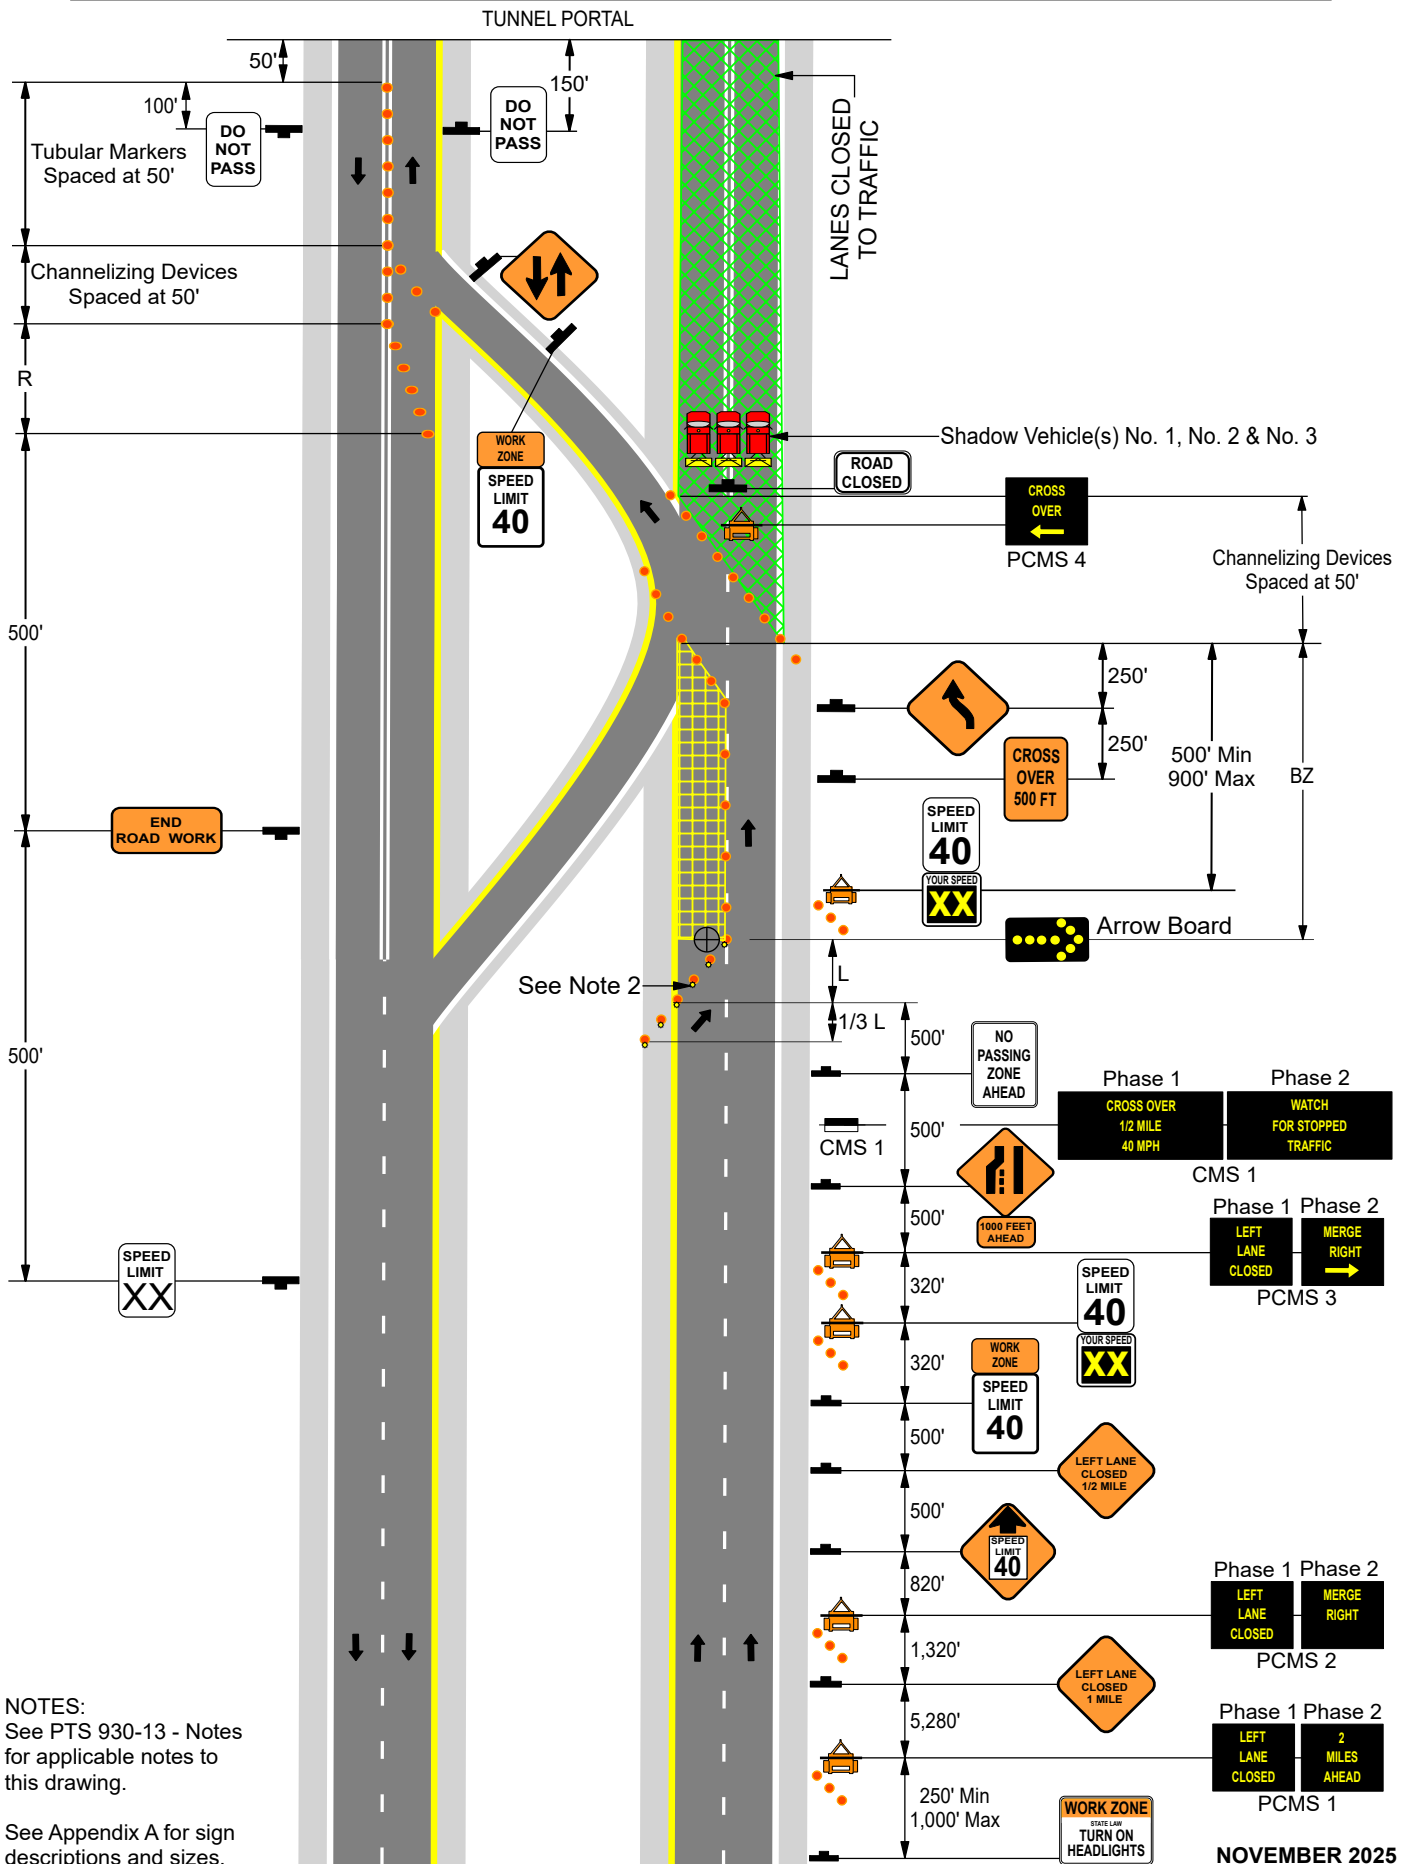 TUNNEL PORTAL
50'
150'
100'
DO
NOT
PASS
DO
NOT
PASS
Tubular Markers
Spaced at 50'
LANES CLOSED
TO TRAFFIC
Channelizing Devices
Spaced at 50'
R
WORK
ZONE
SPEED
LIMIT
40
Shadow Vehicle(s) No. 1, No. 2 & No. 3
ROAD
CLOSED
CROSS
OVER
PCMS 4
Channelizing Devices
Spaced at 50'
500'
250'
250'
500' Min
900' Max
BZ
CROSS
OVER
500 FT
END
ROAD WORK
SPEED
LIMIT
40
YOUR SPEED
XX
Arrow Board
See Note 2
L
1/3 L
500'
500'
NO
PASSING
ZONE
AHEAD
Phase 1
Phase 2
CROSS OVER
1/2 MILE
40 MPH
WATCH
FOR STOPPED
TRAFFIC
CMS 1
500'
CMS 1
1000 FEET
AHEAD
500'
Phase 1 Phase 2
LEFT
LANE
CLOSED
MERGE
RIGHT
PCMS 3
SPEED
LIMIT
XX
320'
SPEED
LIMIT
40
YOUR SPEED
XX
320'
WORK
ZONE
SPEED
LIMIT
40
500'
LEFT LANE
CLOSED
1/2 MILE
500'
SPEED
LIMIT
40
820'
Phase 1 Phase 2
LEFT
LANE
CLOSED
MERGE
RIGHT
PCMS 2
1,320'
LEFT LANE
CLOSED
1 MILE
5,280'
Phase 1 Phase 2
LEFT
LANE
CLOSED
2
MILES
AHEAD
PCMS 1
250' Min
1,000' Max
WORK ZONE
STATE LAW
TURN ON
HEADLIGHTS
NOTES:
See PTS 930-13 - Notes
for applicable notes to
this drawing.
See Appendix A for sign
descriptions and sizes.
NOVEMBER 2025